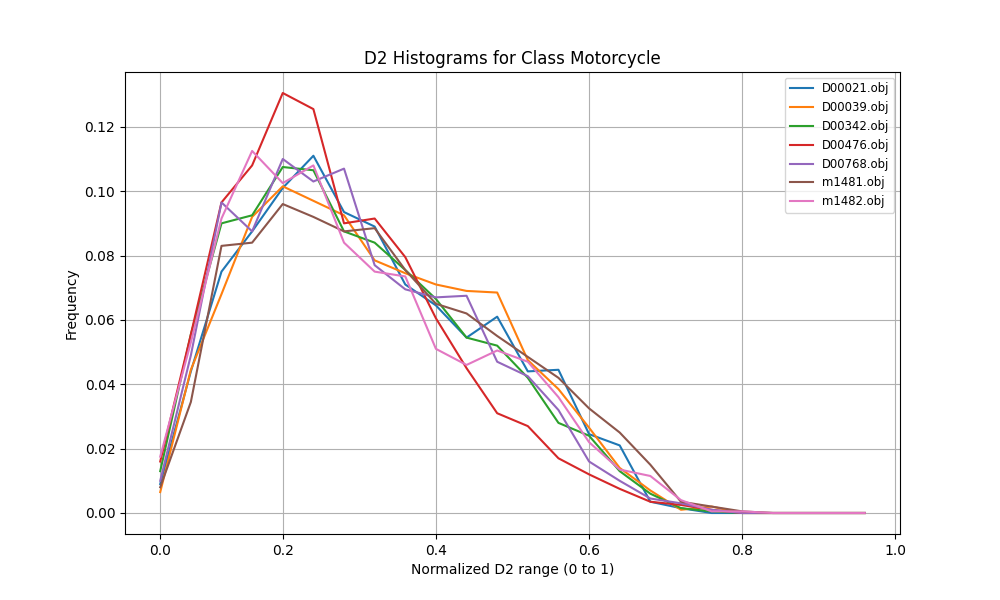 D2 Histograms for Class Motorcycle
D00021.obj
D00039.obj
D00342.obj
D00476.obj
D00768.obj
m1481.obj
m1482.obj
0.12
0.10
0.08
0.06
0.04
0.02
0.00
Frequency
0.0 0.2 0.4 0.6 0.8 1.0
Normalized D2 range (0 to 1)